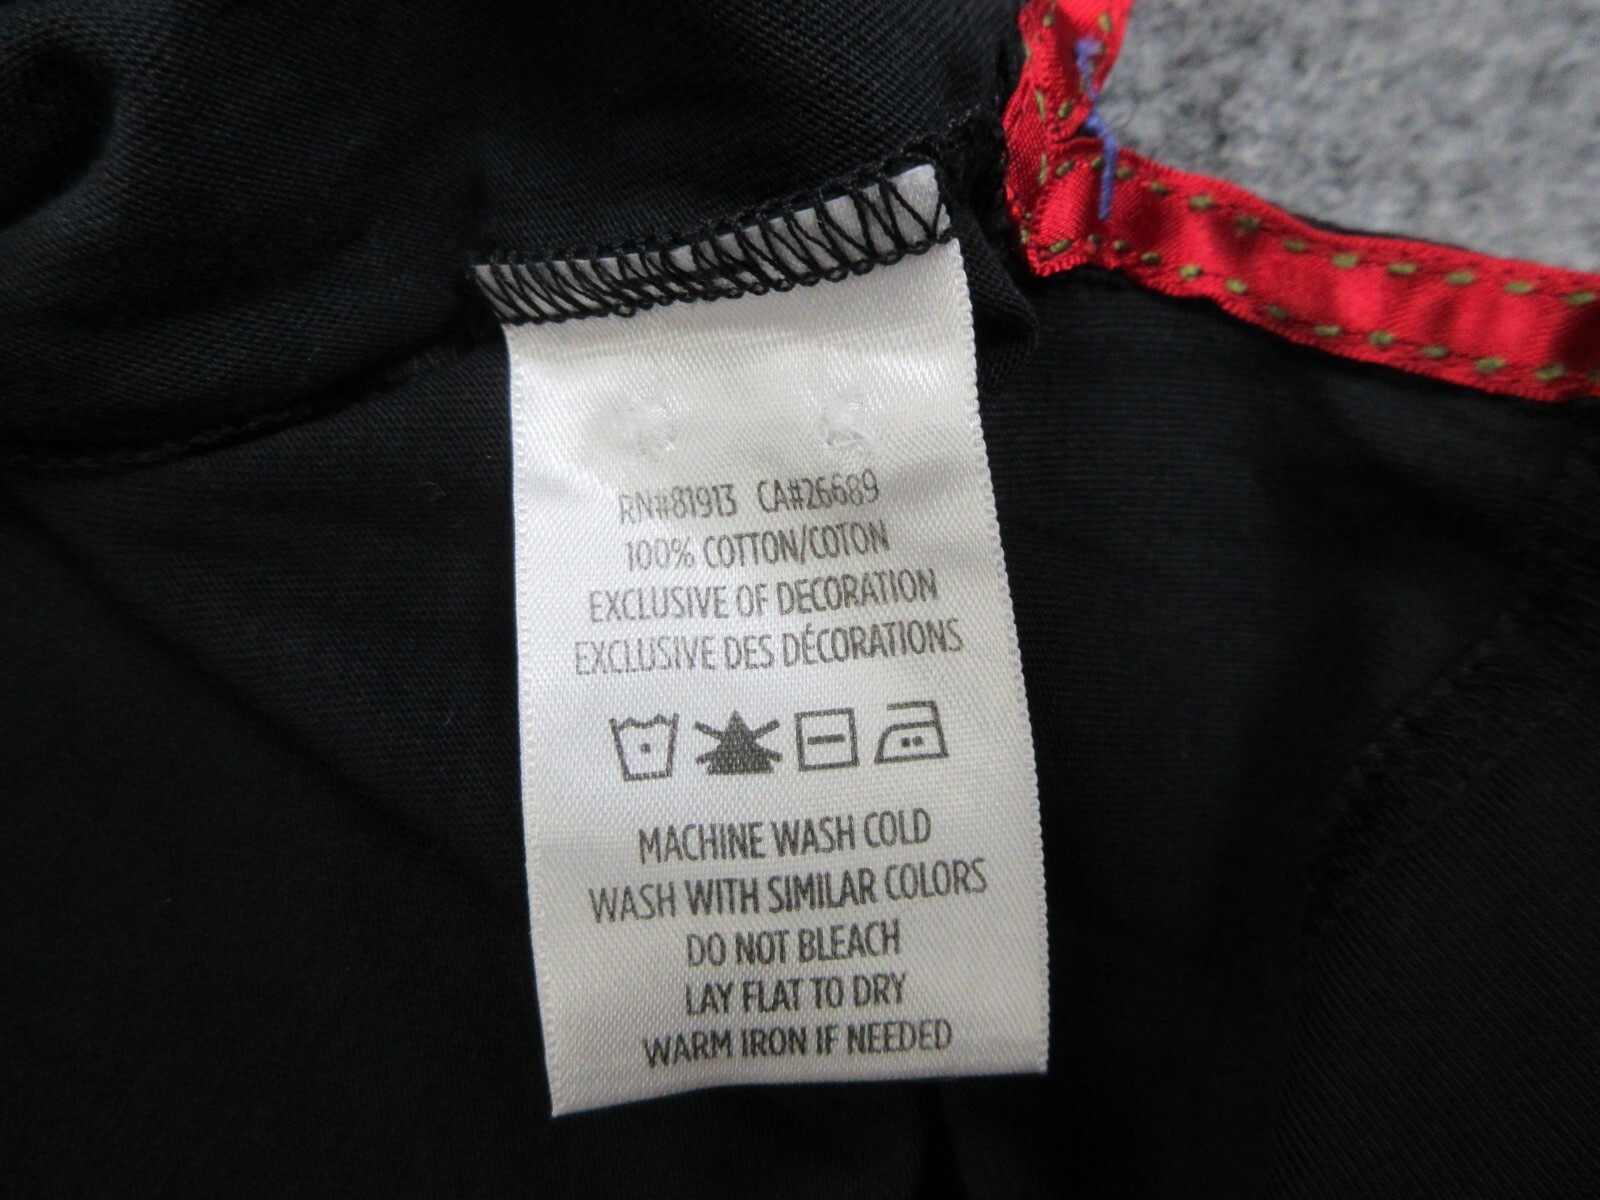 RN#81913 CA#26689
100% COTTON/COTON
EXCLUSIVE OF DECORATION
EXCLUSIVE DES DÉCORATIONS
MACHINE WASH COLD
WASH WITH SIMILAR COLORS
DO NOT BLEACH
LAY FLAT TO DRY
WARM IRON IF NEEDED